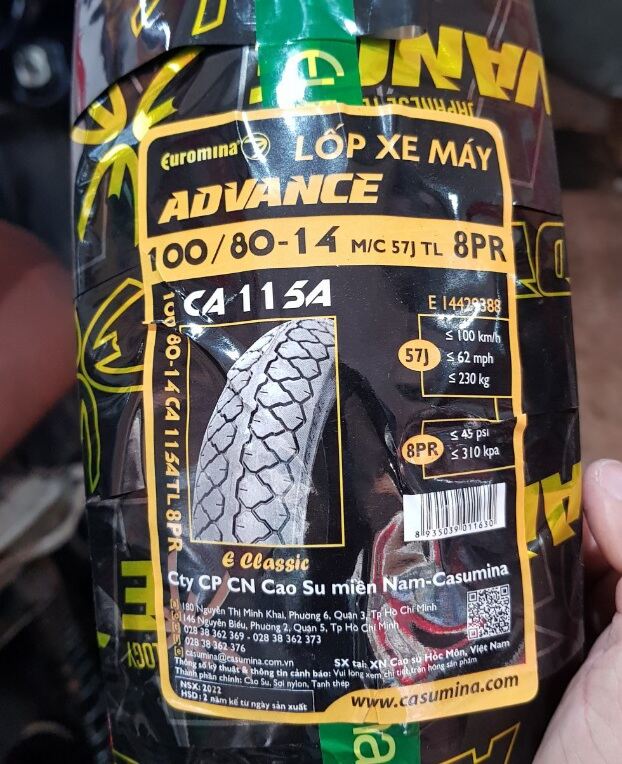 VANCE
JAPANESE TE
Euromina
LỐP XE MÁY
ADVANCE
100/80-14 M/C 57J TL 8PR
CA 115A
E 14429388
57J
≤ 100 km/h
≤ 62 mph
≤ 230 kg
8PR
≤ 45 psi
≤ 310 kpa
100/80-14 CA 115A TL 8PR
8 935039 011630
E Classic
Cty CP CN Cao Su miền Nam-Casumina
180 Nguyễn Thị Minh Khai, Phường 6, Quận 3, Tp Hồ Chí Minh
146 Nguyễn Biểu, Phường 2, Quận 5, Tp Hồ Chí Minh
028 38 362 369 - 028 38 362 373
028 38 362 376
casumina@casumina.com.vn
SX tại: XN Cao su Hóc Môn, Việt Nam
Thông số kỹ thuật & thông tin cảnh báo: Vui lòng xem chi tiết trên hông sản phẩm
Thành phần chính: Cao Su, Sợi nylon, Tanh thép
NSX: 2022
HSD: 2 năm kể từ ngày sản xuất
www.casumina.com